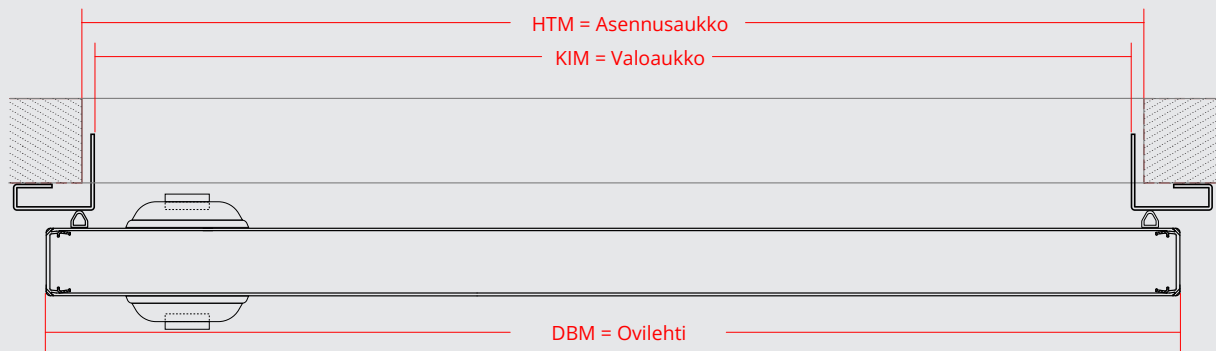 HTM = Asennusaukko
KIM = Valoaukko
DBM = Ovilehti